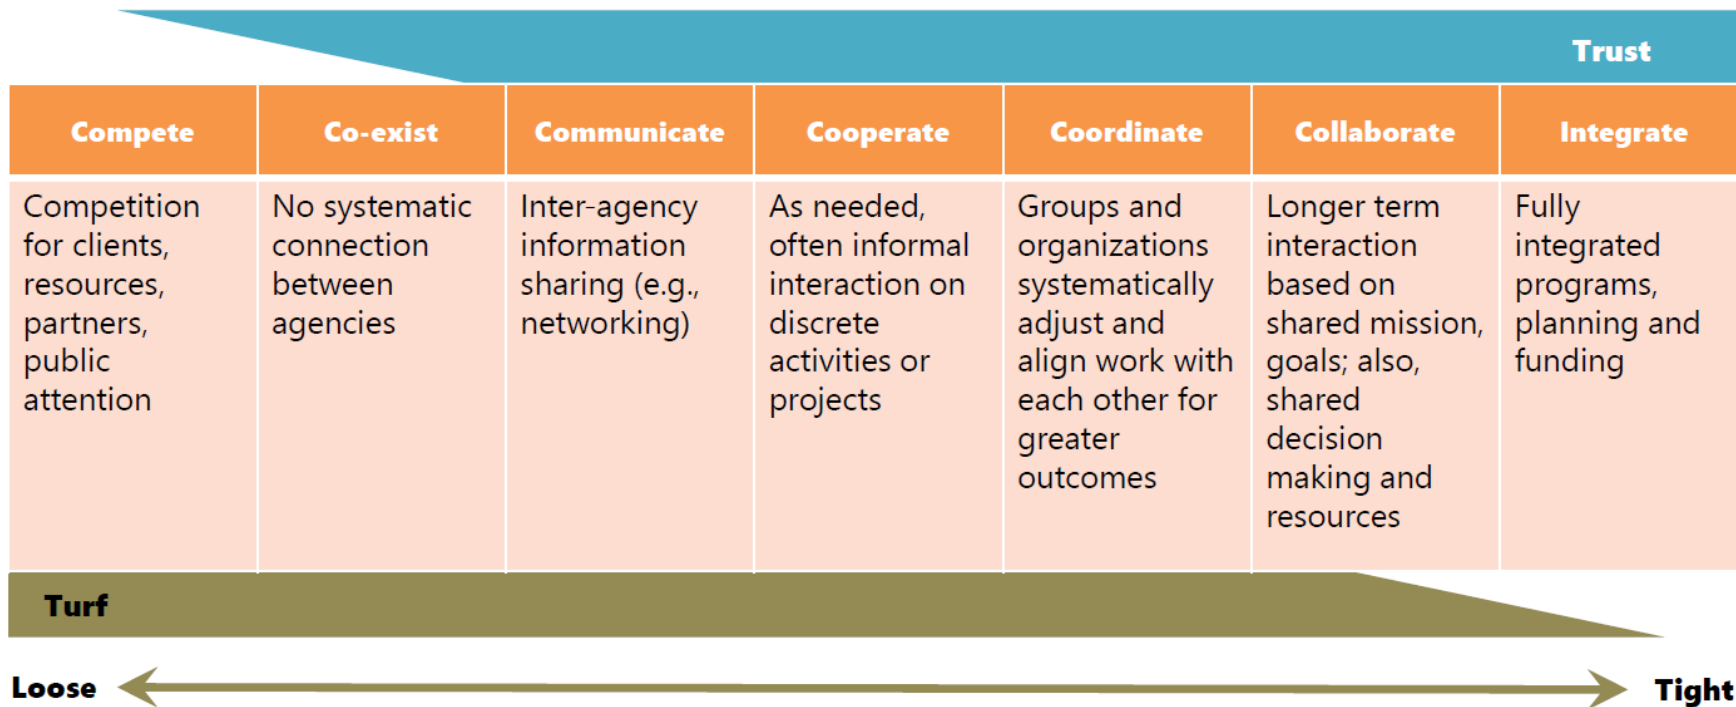 Trust
Compete
Co-exist
Communicate
Cooperate
Coordinate
Collaborate
Integrate
Competition
for clients,
resources,
partners,
public
attention
No systematic
connection
between
agencies
Inter-agency
information
sharing (e.g.,
networking)
As needed,
often informal
interaction on
discrete
activities or
projects
Groups and
organizations
systematically
adjust and
align work with
each other for
greater
outcomes
Longer term
interaction
based on
shared mission,
goals; also,
shared
decision
making and
resources
Fully
integrated
programs,
planning and
funding
Turf
Loose
Tight